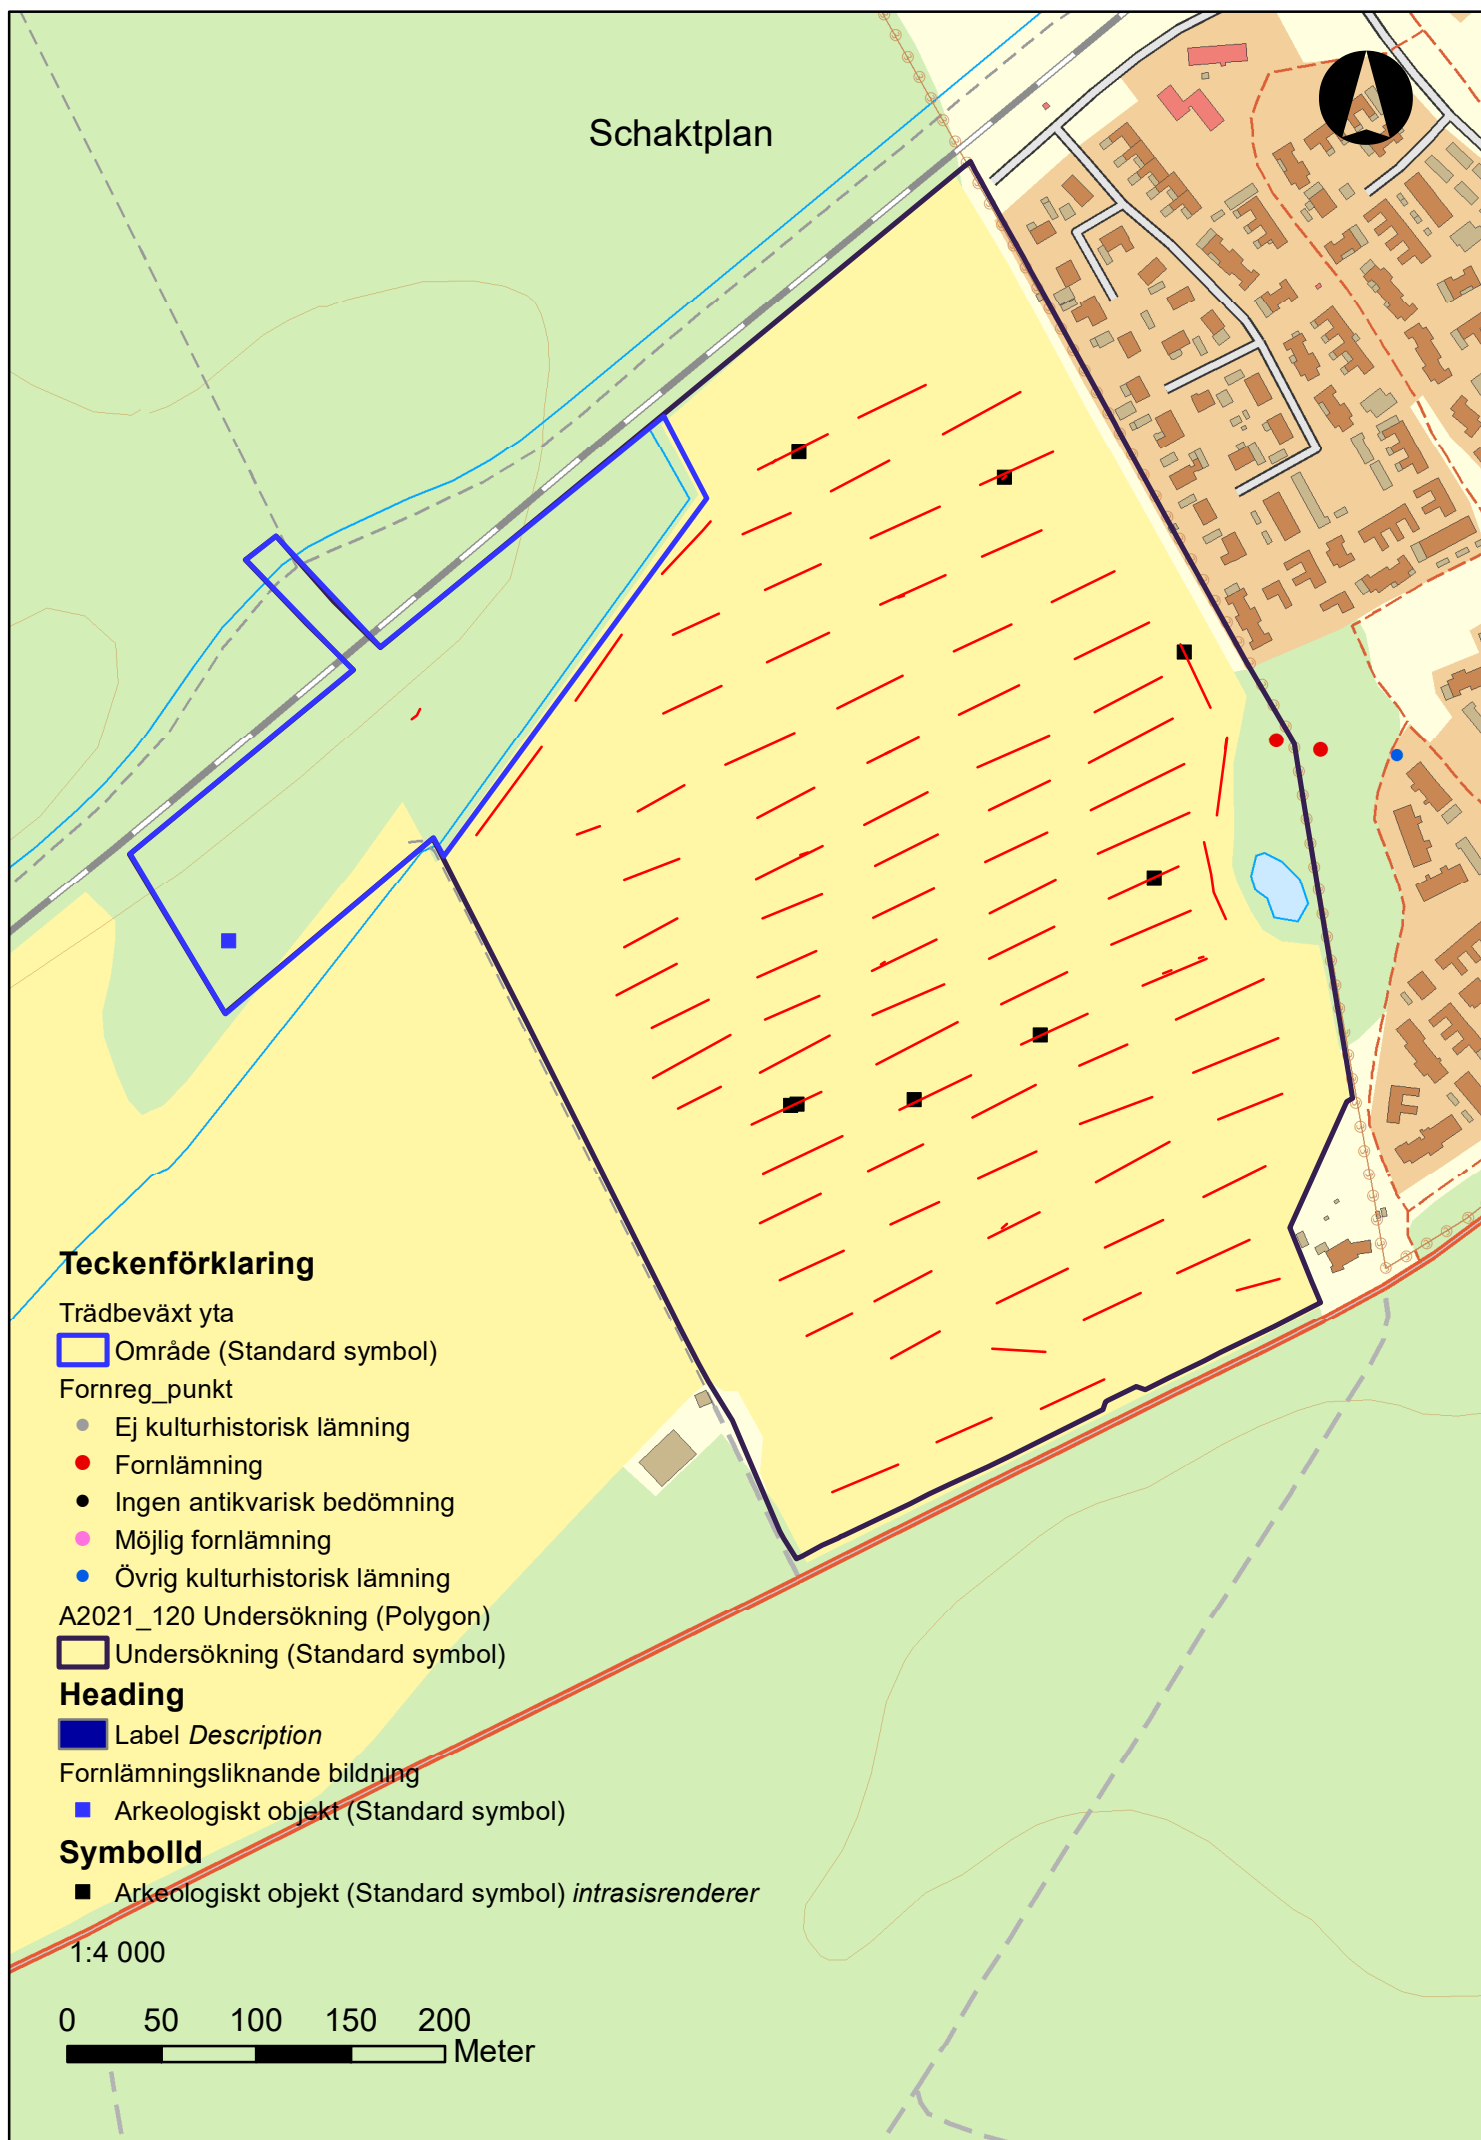 Schaktplan
Teckenförklaring
Trädbeväxt yta
Område (Standard symbol)
Fornreg_punkt
Ej kulturhistorisk lämning
Fornlämning
Ingen antikvarisk bedömning
Möjlig fornlämning
Övrig kulturhistorisk lämning
A2021_120 Undersökning (Polygon)
Undersökning (Standard symbol)
Heading
Label Description
Fornlämningsliknande bildning
Arkeologiskt objekt (Standard symbol)
SymbolId
Arkeologiskt objekt (Standard symbol) intrasisrenderer
1:4 000
0 50 100 150 200
Meter